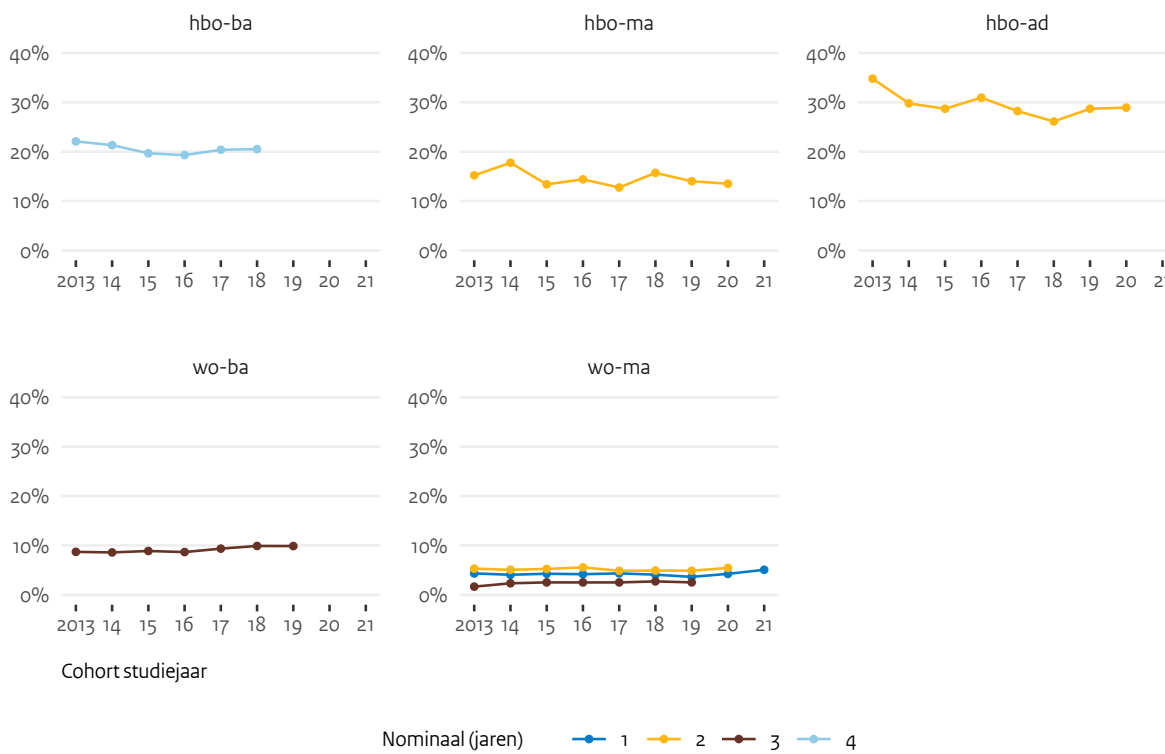 hbo-ba hbo-ma hbo-ad
40% 40% 40%
30% 30% 30%
20% 20% 20%
10% 10% 10%
0% 0% 0%
2013 14 15 16 17 18 19 20 21 2013 14 15 16 17 18 19 20 21 2013 14 15 16 17 18 19 20 21
wo-ba wo-ma
40% 40%
30% 30%
20% 20%
10% 10%
0% 0%
2013 14 15 16 17 18 19 20 21 2013 14 15 16 17 18 19 20 21
Cohort studiejaar
Nominaal (jaren) 1 2 3 4